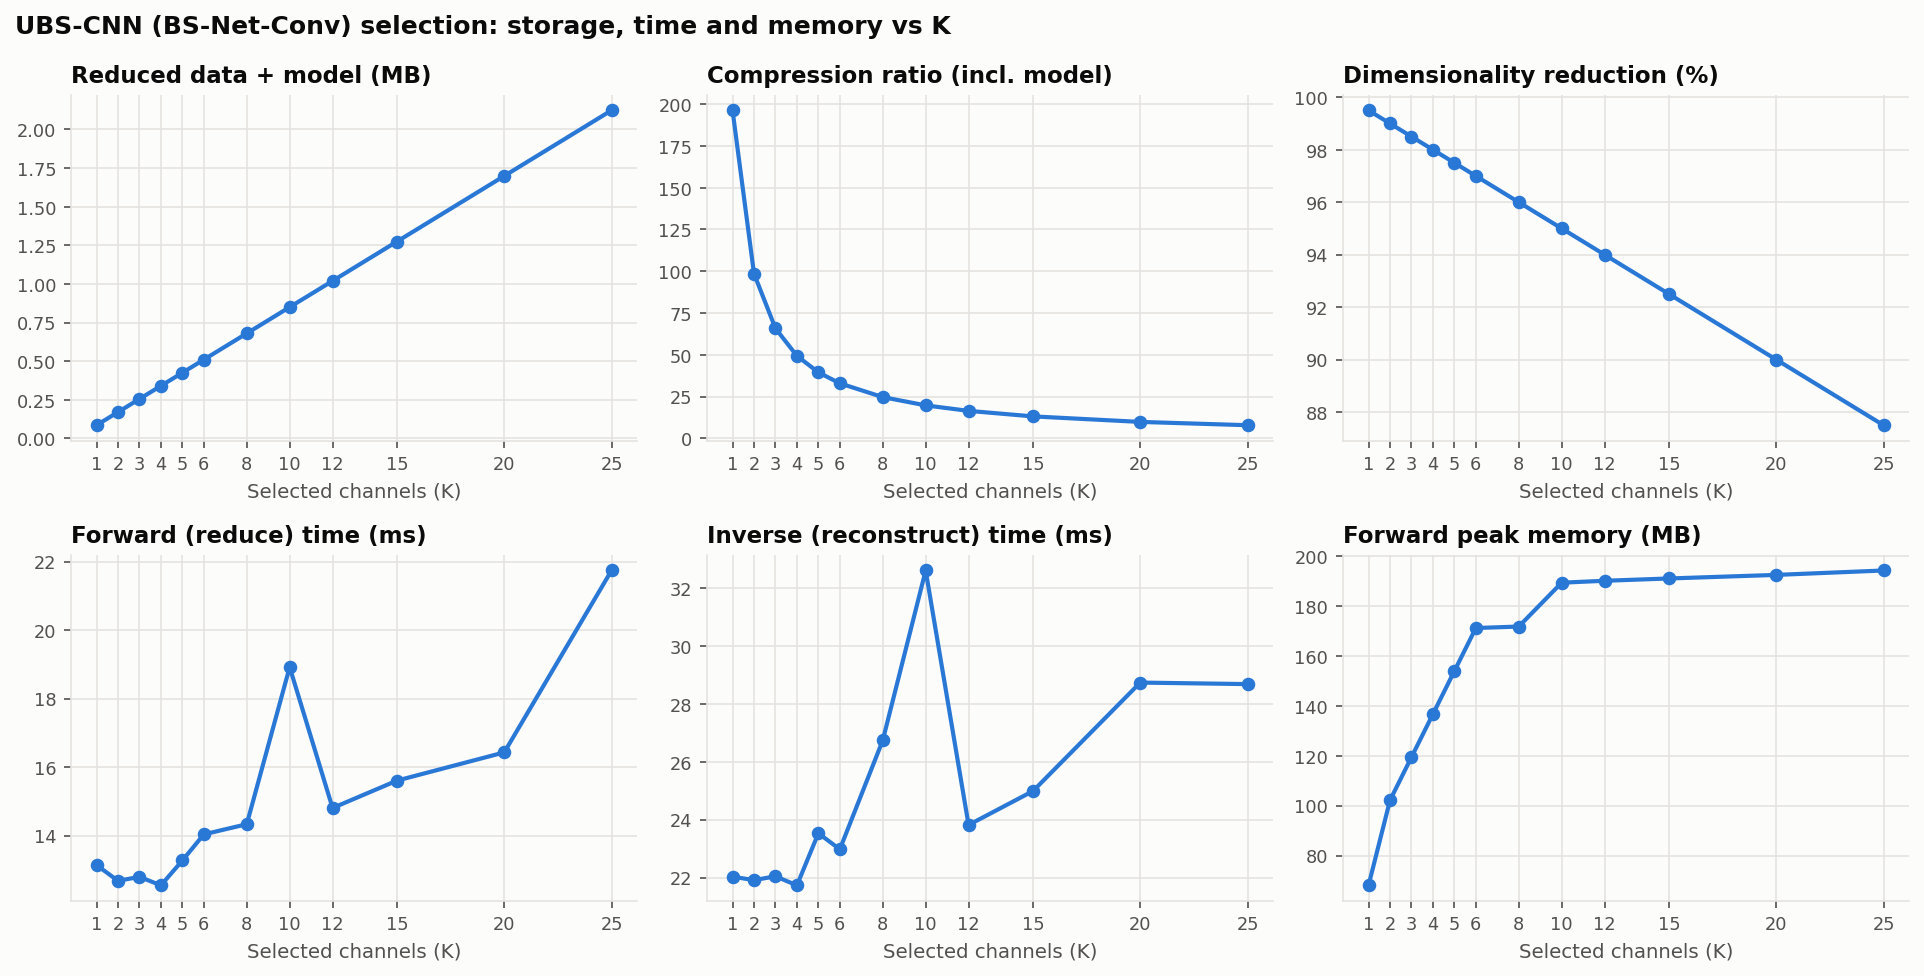 UBS-CNN (BS-Net-Conv) selection: storage, time and memory vs K
Reduced data + model (MB)
2.00
1.75
1.50
1.25
1.00
0.75
0.50
0.25
0.00
1 2 3 4 5 6 8 10 12 15 20 25
Selected channels (K)
Compression ratio (incl. model)
200
175
150
125
100
75
50
25
0
1 2 3 4 5 6 8 10 12 15 20 25
Selected channels (K)
Dimensionality reduction (%)
100
98
96
94
92
90
88
1 2 3 4 5 6 8 10 12 15 20 25
Selected channels (K)
Forward (reduce) time (ms)
22
20
18
16
14
1 2 3 4 5 6 8 10 12 15 20 25
Selected channels (K)
Inverse (reconstruct) time (ms)
32
30
28
26
24
22
1 2 3 4 5 6 8 10 12 15 20 25
Selected channels (K)
Forward peak memory (MB)
200
180
160
140
120
100
80
1 2 3 4 5 6 8 10 12 15 20 25
Selected channels (K)